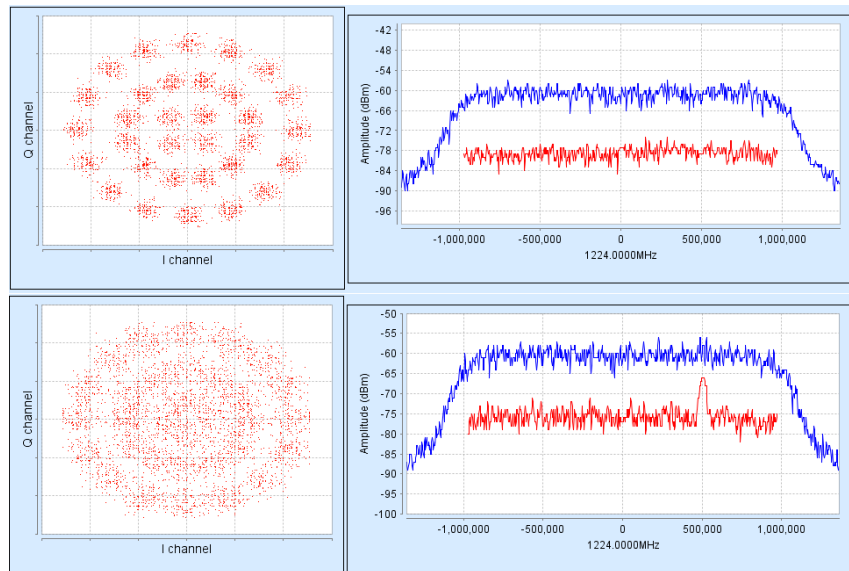 Q channel
I channel
Amplitude (dBm)
-42
-48
-54
-60
-66
-72
-78
-84
-90
-96
-1,000,000 -500,000 0 500,000 1,000,000
1224.0000MHz
Q channel
I channel
Amplitude (dBm)
-50
-55
-60
-65
-70
-75
-80
-85
-90
-95
-100
-1,000,000 -500,000 0 500,000 1,000,000
1224.0000MHz